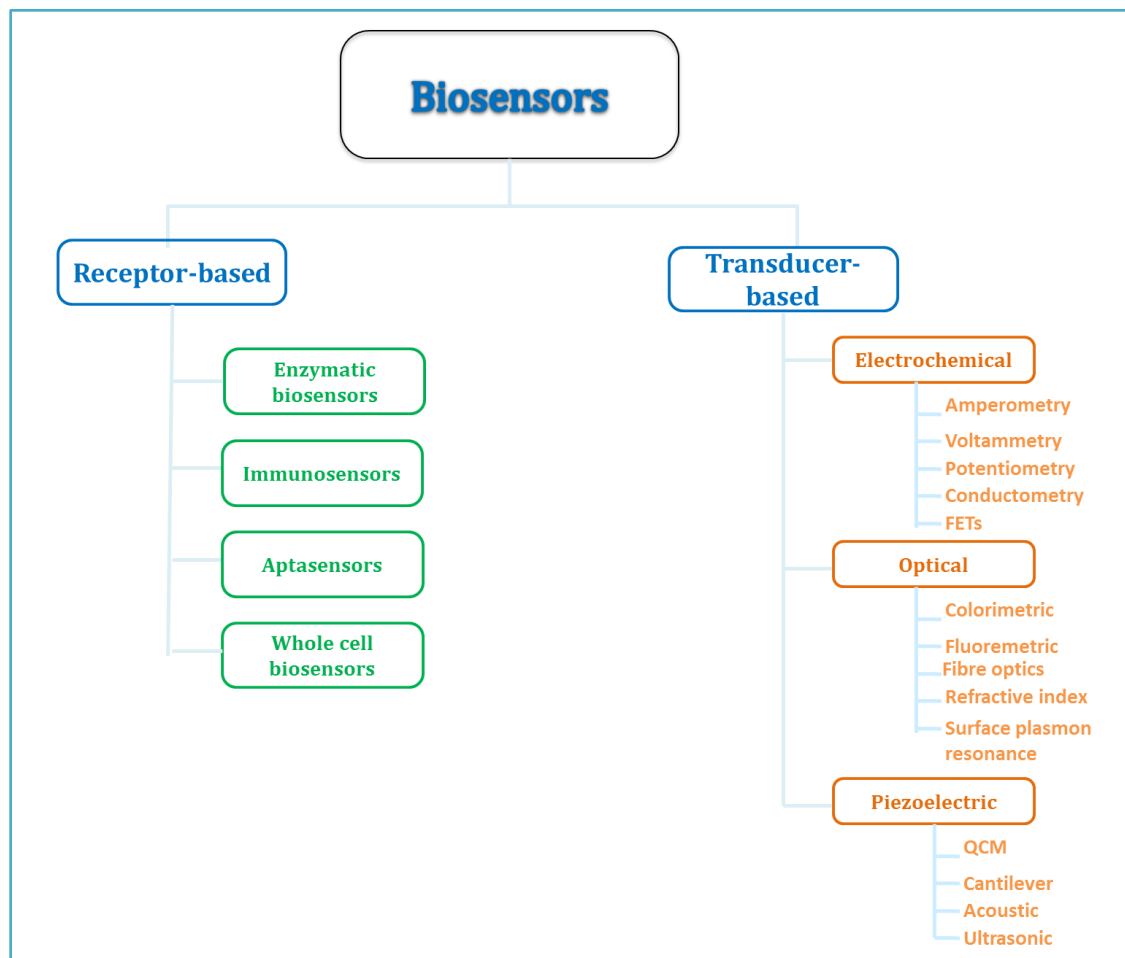 Biosensors
Receptor-based
Enzymatic
biosensors
Immunosensors
Aptasensors
Whole cell
biosensors
Transducer-
based
Electrochemical
Amperometry
Voltammetry
Potentiometry
Conductometry
FETs
Optical
Colorimetric
Fluoremetric
Fibre optics
Refractive index
Surface plasmon
resonance
Piezoelectric
QCM
Cantilever
Acoustic
Ultrasonic